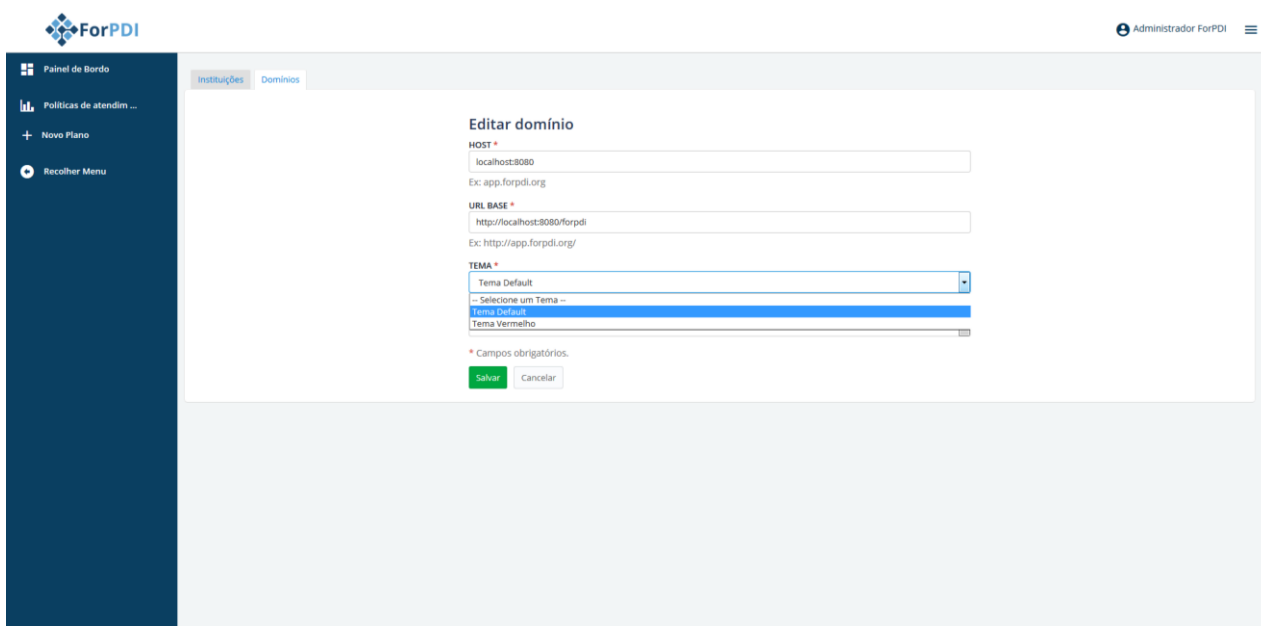 ForPDI
Administrador ForPDI
Painel de Bordo
Políticas de atendim ...
Novo Plano
Recolher Menu
Instituições Domínios
Editar domínio
HOST *
localhost:8080
Ex: app.forpdi.org
URL BASE *
http://localhost:8080/forpdi
Ex: http://app.forpdi.org/
TEMA *
Tema Default
-- Selecione um Tema --
Tema Default
Tema Vermelho
* Campos obrigatórios.
Salvar Cancelar